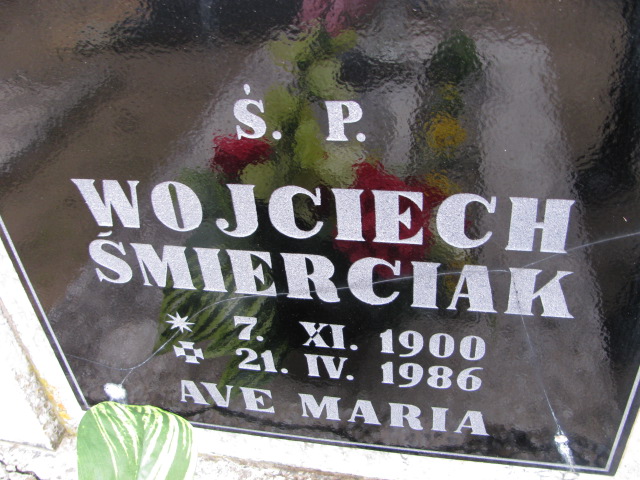 Ś. P.
WOJCIECH
ŚMIERCIAK
7. XI. 1900
21. IV. 1986
AVE MARIA